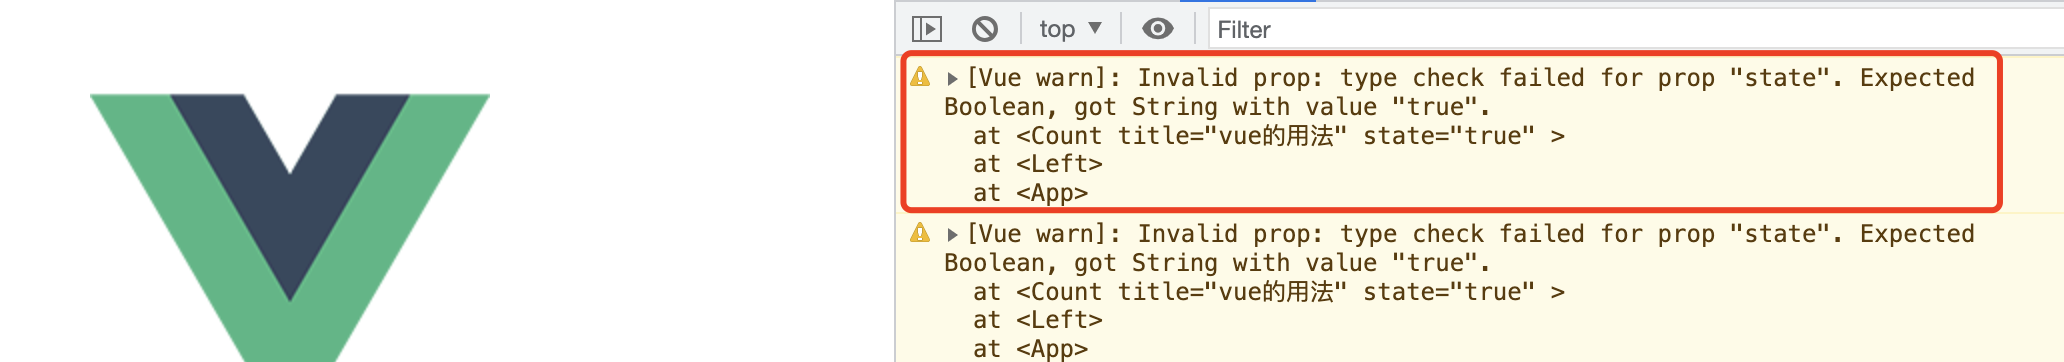 top ▼
Filter
[Vue warn]: Invalid prop: type check failed for prop "state". Expected
Boolean, got String with value "true".
at <Count title="vue的用法" state="true" >
at <Left>
at <App>
[Vue warn]: Invalid prop: type check failed for prop "state". Expected
Boolean, got String with value "true".
at <Count title="vue的用法" state="true" >
at <Left>
at <App>